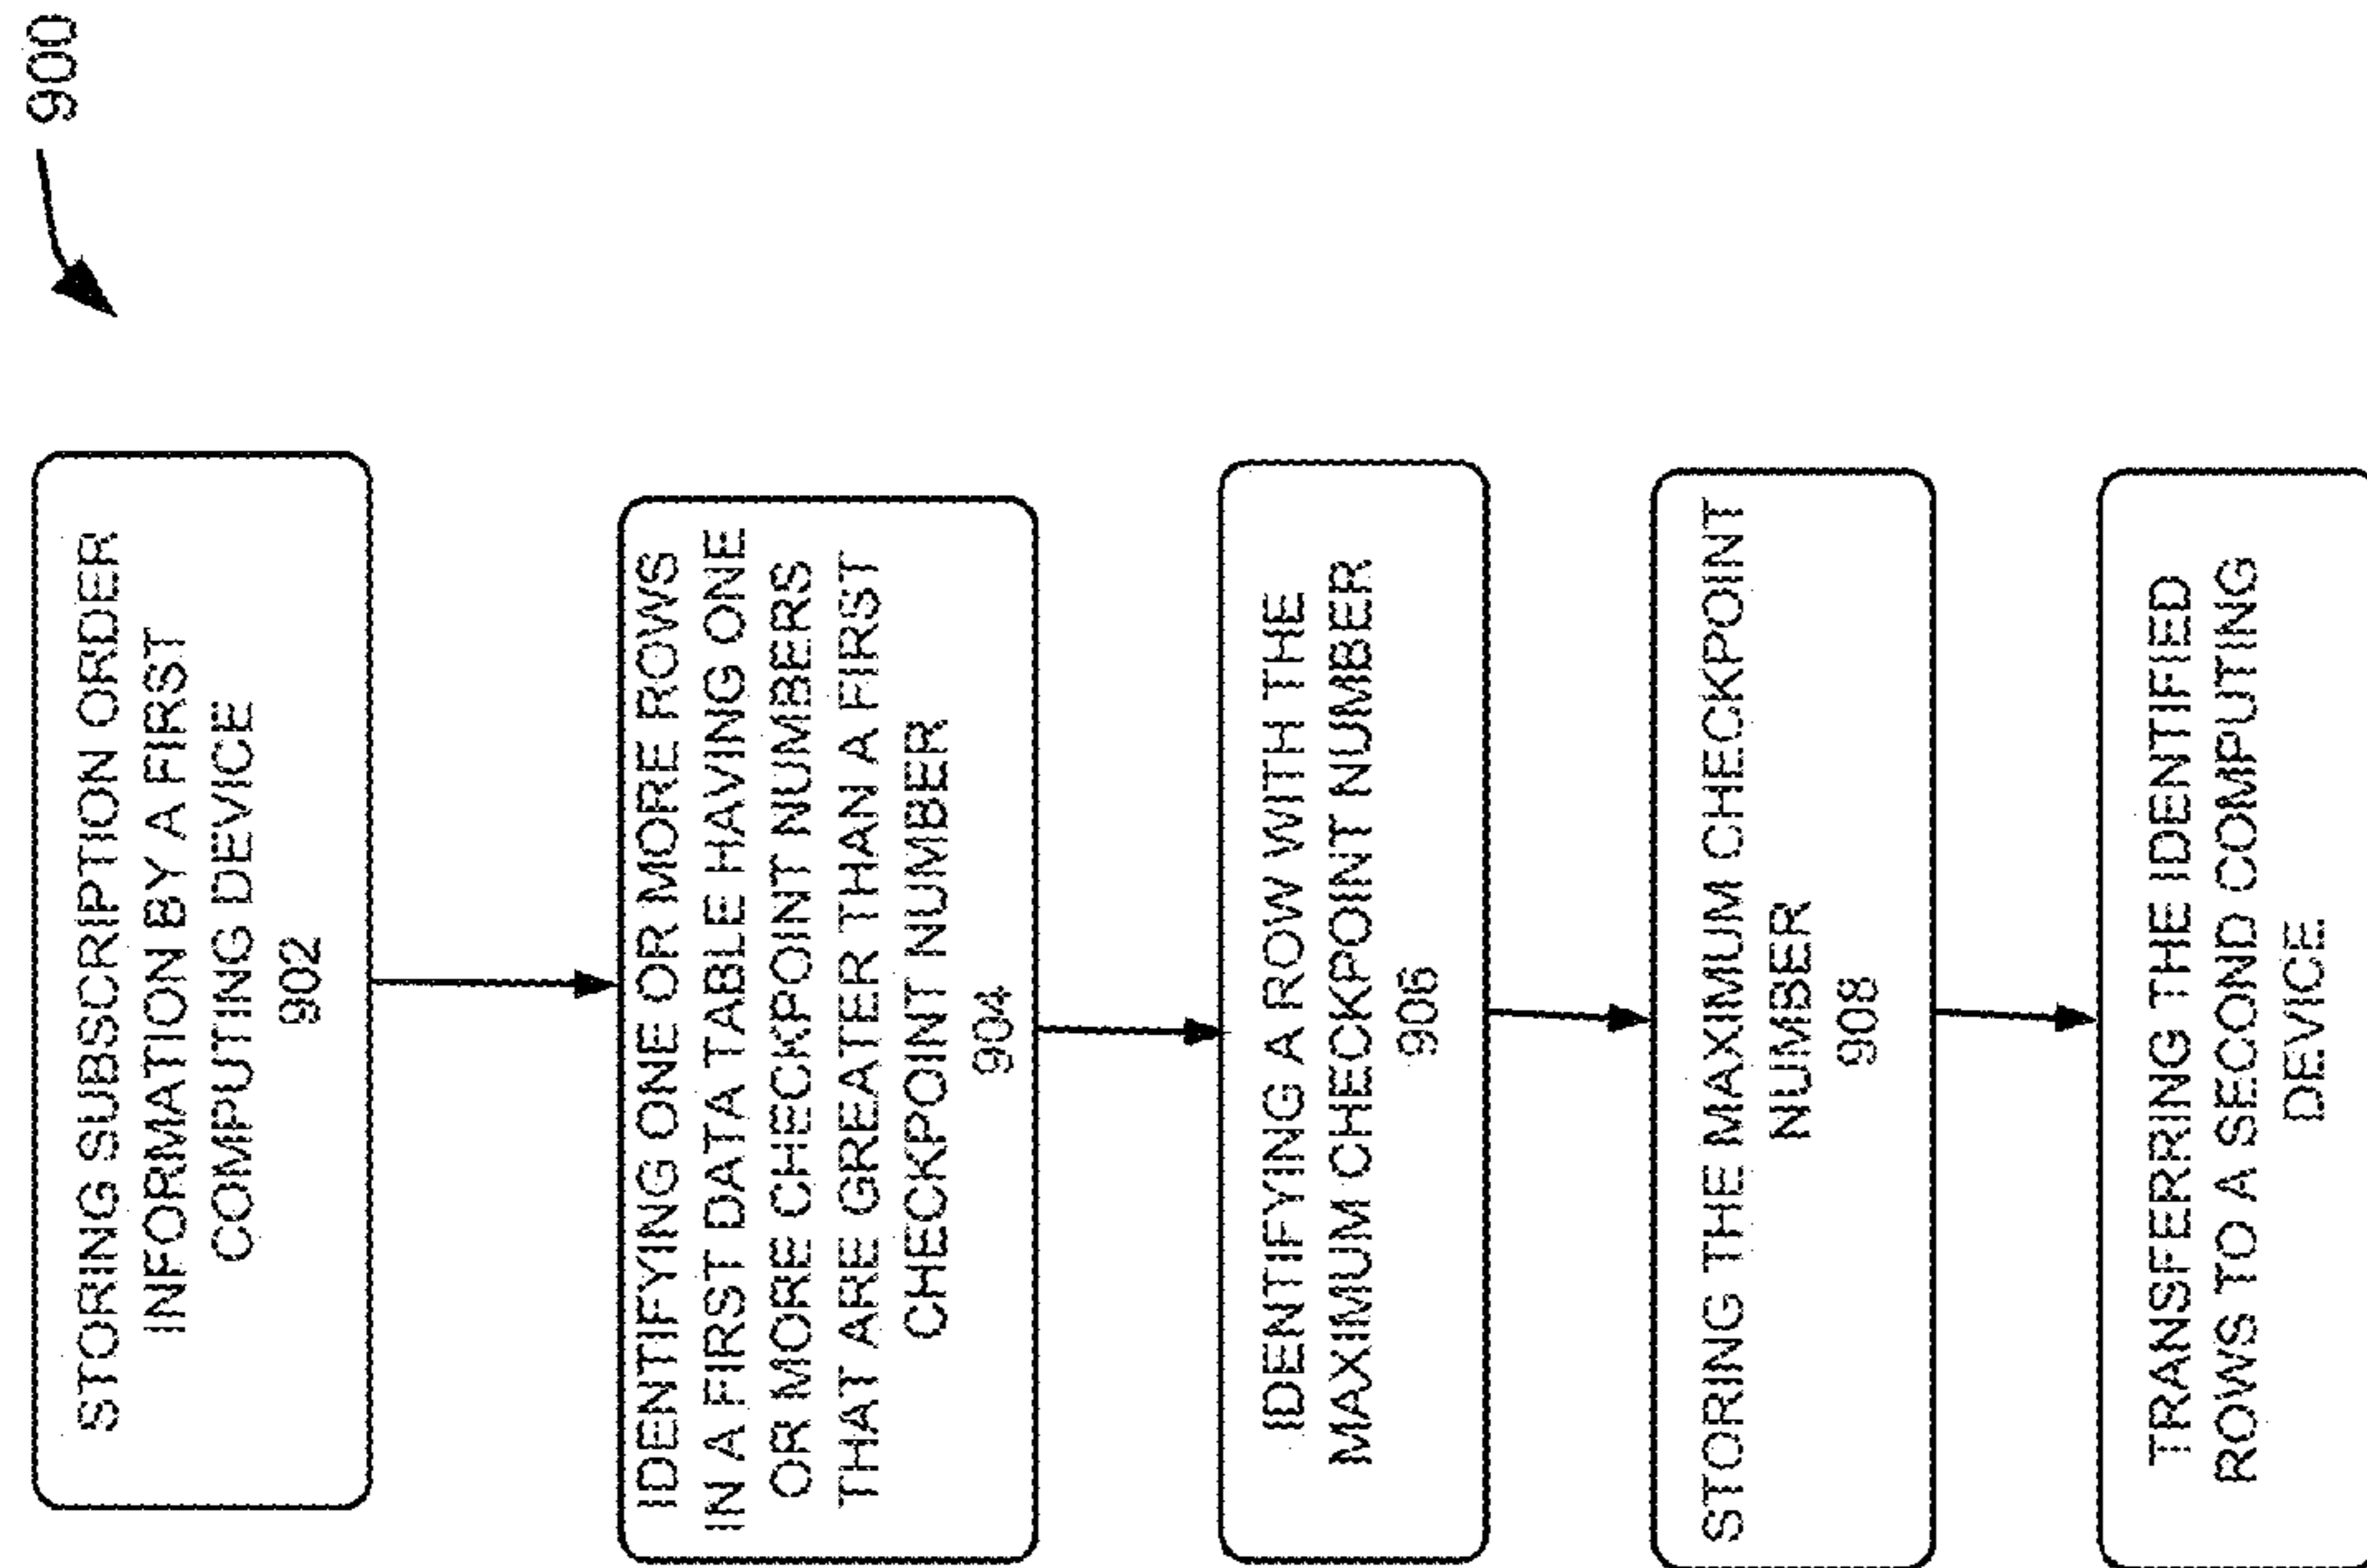 900
STORING SUBSCRIPTION ORDER
INFORMATION BY A FIRST
COMPUTING DEVICE
902
IDENTIFYING ONE OR MORE ROWS
IN A FIRST DATA TABLE HAVING ONE
OR MORE CHECKPOINT NUMBERS
THAT ARE GREATER THAN A FIRST
CHECKPOINT NUMBER
904
IDENTIFYING A ROW WITH THE
MAXIMUM CHECKPOINT NUMBER
906
STORING THE MAXIMUM CHECKPOINT
NUMBER
908
TRANSFERRING THE IDENTIFIED
ROWS TO A SECOND COMPUTING
DEVICE